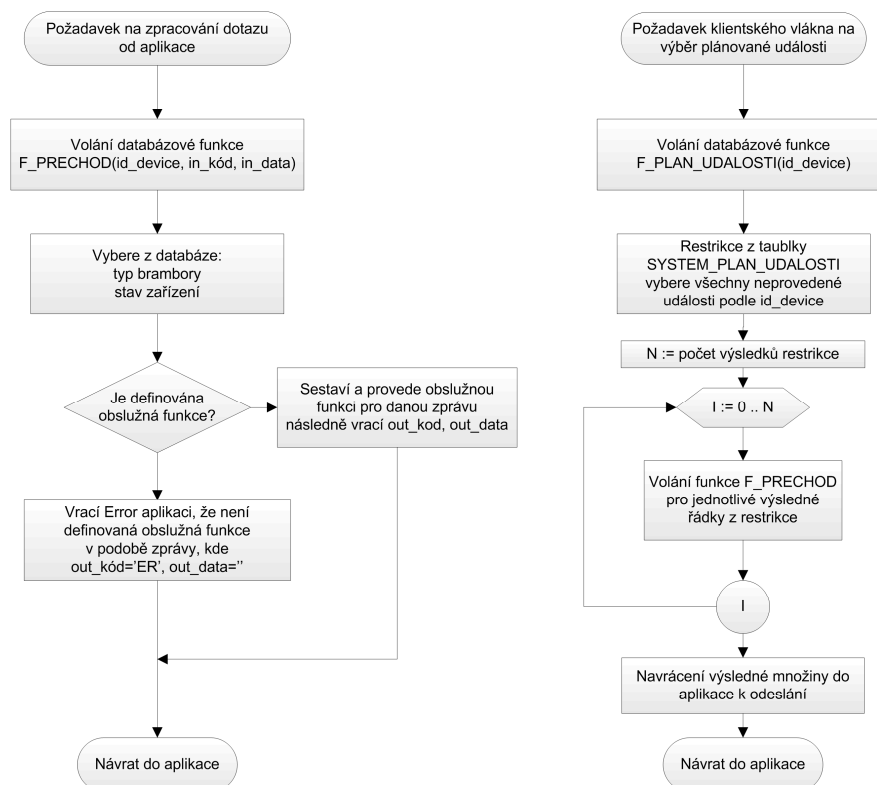 Požadavek na zpracování dotazu
od aplikace
Volání databázové funkce
F_PRECHOD(id_device, in_kód, in_data)
Vybere z databáze:
typ brambory
stav zařízení
Je definována
obslužná funkce?
Sestaví a provede obslužnou
funkci pro danou zprávu
následně vrací out_kod, out_data
Vrací Error aplikaci, že není
definovaná obslužná funkce
v podobě zprávy, kde
out_kód='ER', out_data=''
Návrat do aplikace
Požadavek klientského vlákna na
výběr plánované události
Volání databázové funkce
F_PLAN_UDALOSTI(id_device)
Restrikce z taublky
SYSTEM_PLAN_UDALOSTI
vybere všechny neprovedené
události podle id_device
N := počet výsledků restrikce
I := 0 .. N
Volání funkce F_PRECHOD
pro jednotlivé výsledné
řádky z restrikce
I
Navrácení výsledné množiny do
aplikace k odeslání
Návrat do aplikace